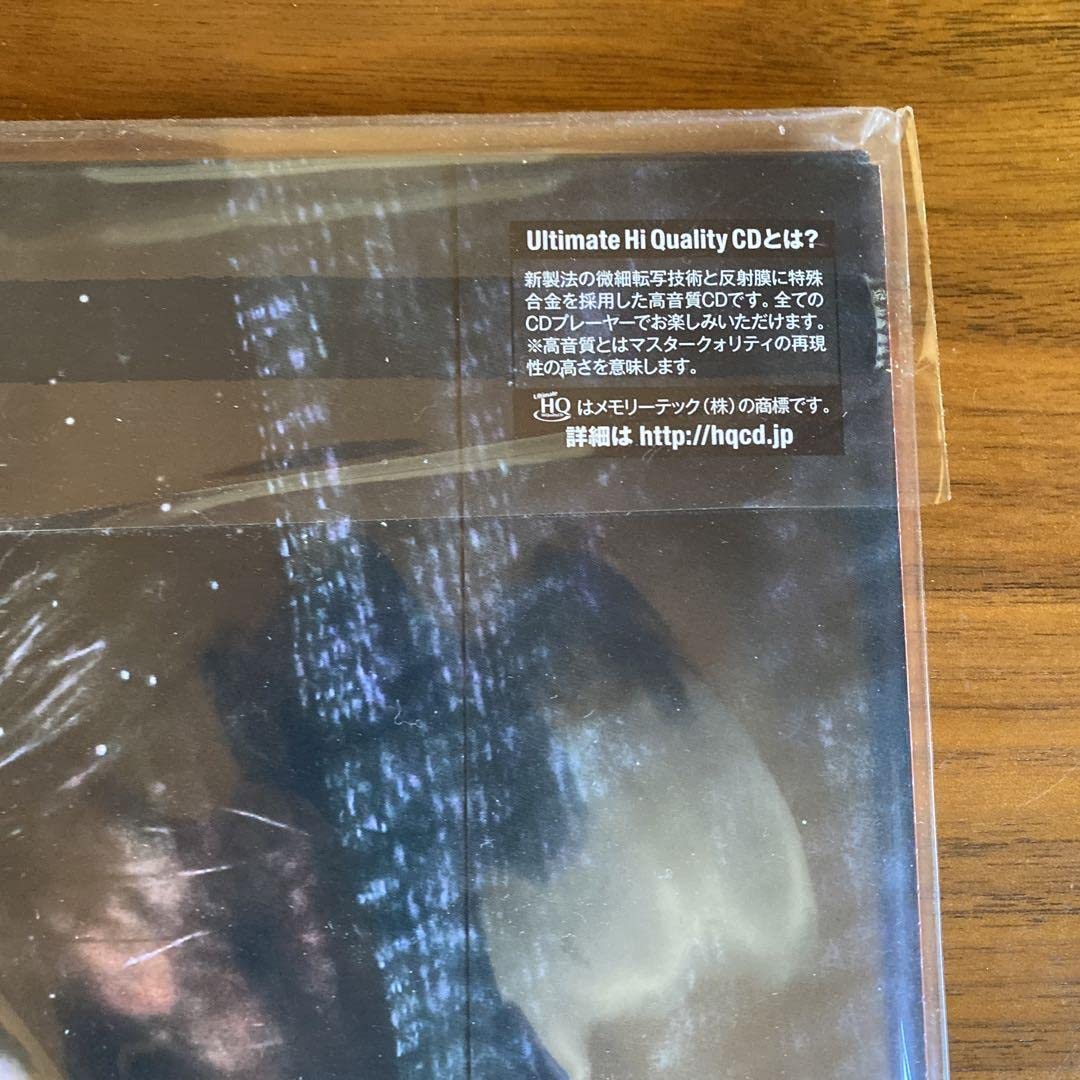 Ultimate Hi Quality CDとは?
新製法の微細転写技術と反射膜に特殊
合金を採用した高音質CDです。全ての
CDプレーヤーでお楽しみいただけます。
※高音質とはマスタークォリティの再現
性の高さを意味します。
Ultimate HQ はメモリーテック(株)の商標です。
詳細は http://hqcd.jp